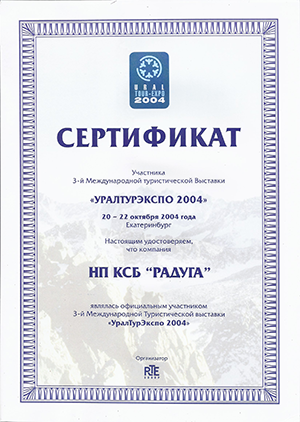 URAL
TOUR-EXPO
2004
СЕРТИФИКАТ
Участника
3-й Международной туристической Выставки
«УРАЛТУРЭКСПО 2004»
20 – 22 октября 2004 года
Екатеринбург
Настоящим удостоверяем,
что компания
НП КСБ "РАДУГА"
являлась официальным участником
3-й Международной Туристической выставки
«УралТурЭкспо 2004»
Организатор
RTE